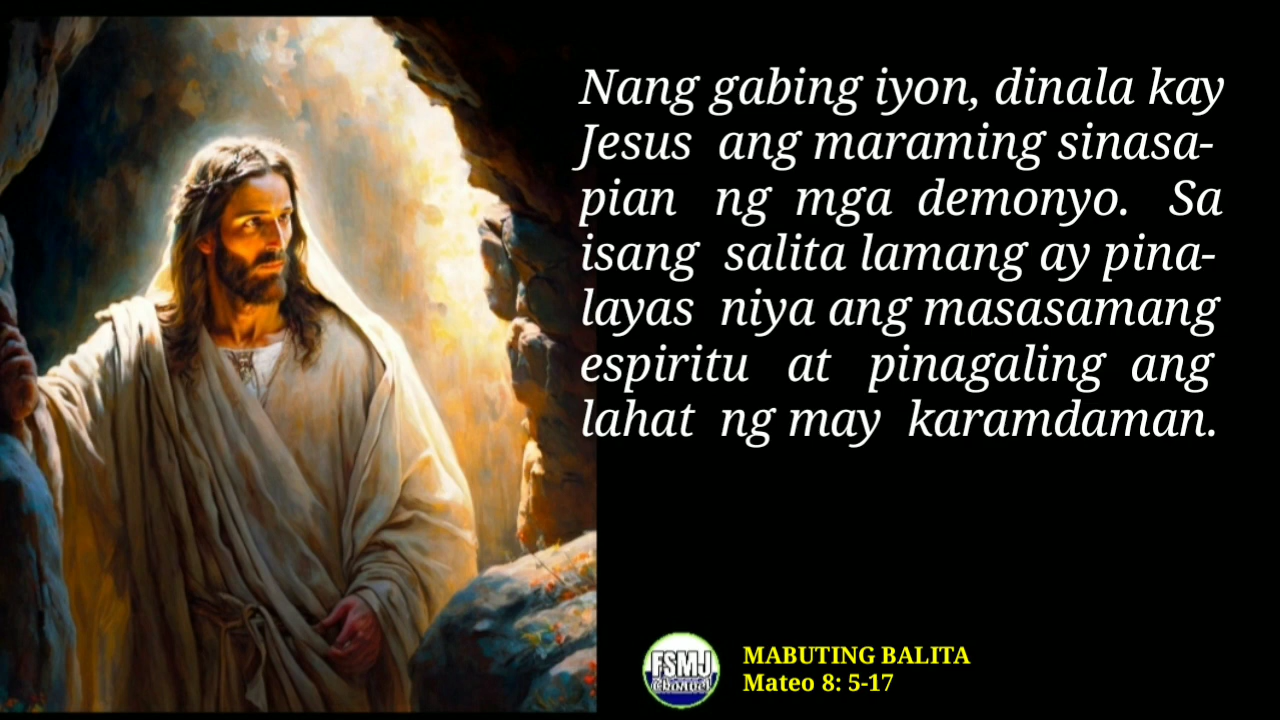 Nang gabing iyon, dinala kay
Jesus ang maraming sinasa-
pian ng mga demonyo. Sa
isang salita lamang ay pina-
layas niya ang masasamang
espiritu at pinagaling ang
lahat ng may karamdaman.
FSMJ
Channel
MABUTING BALITA
Mateo 8: 5-17